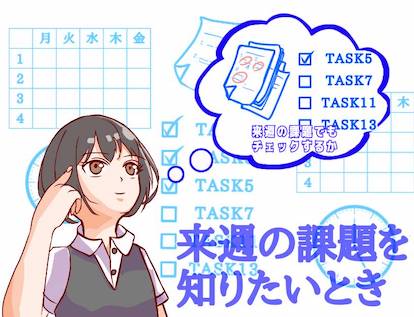 月 火 水 木 金
1
2
3
4
TASK5
TASK7
TASK11
TASK13
来週の課題でも
チェックするか
木
3
4
TASK5
TASK7
TASK13
来週の課題を
知りたいとき